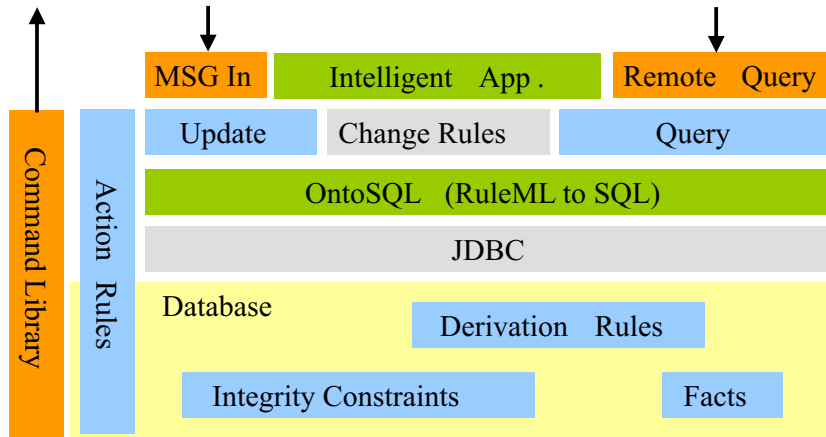 MSG In
Intelligent App .
Remote Query
Update
Change Rules
Query
Command Library
Action Rules
OntoSQL (RuleML to SQL)
JDBC
Database
Derivation Rules
Integrity Constraints
Facts